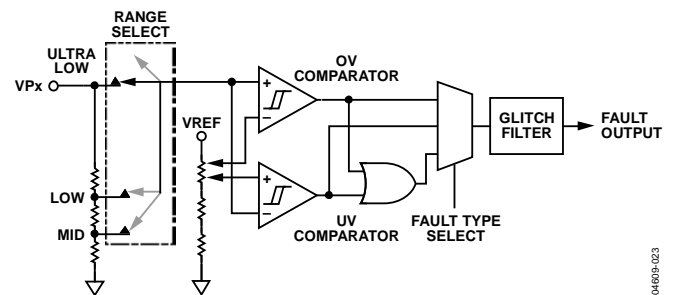 RANGE
SELECT
ULTRA
LOW
VPx
LOW
MID
VREF
+
–
OV
COMPARATOR
+
–
UV
COMPARATOR
FAULT TYPE
SELECT
GLITCH
FILTER
FAULT
OUTPUT
04609-023